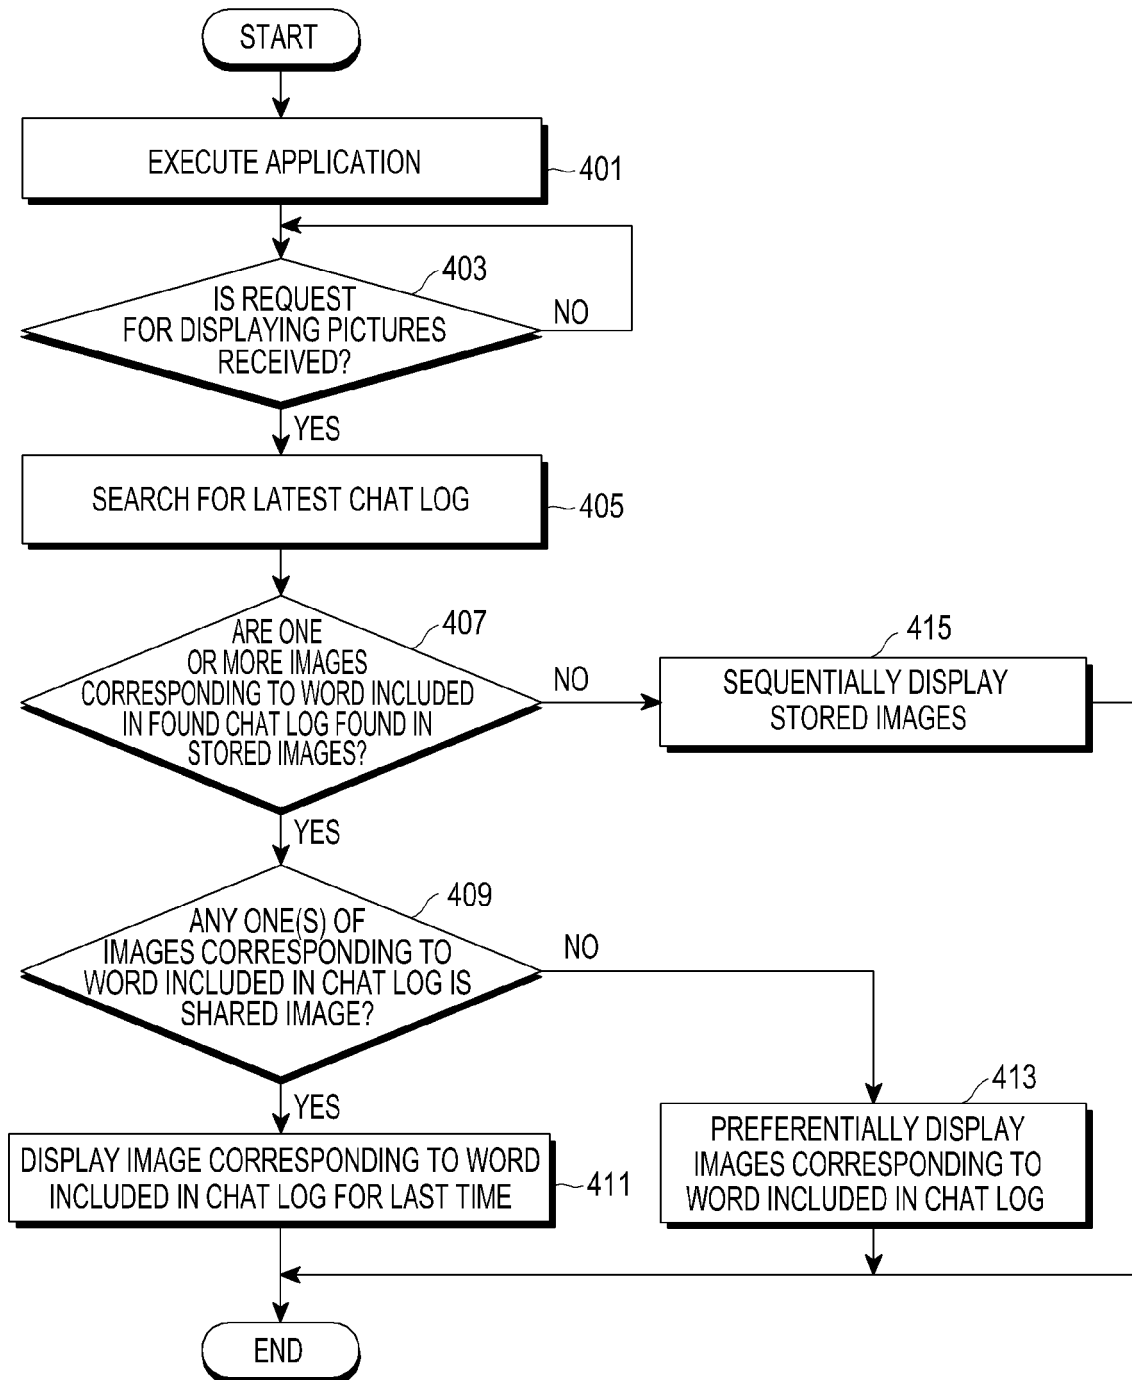 START
EXECUTE APPLICATION
401
403
IS REQUEST
FOR DISPLAYING PICTURES
RECEIVED?
NO
YES
SEARCH FOR LATEST CHAT LOG
405
407
ARE ONE
OR MORE IMAGES
CORRESPONDING TO WORD INCLUDED
IN FOUND CHAT LOG FOUND IN
STORED IMAGES?
NO
415
SEQUENTIALLY DISPLAY
STORED IMAGES
YES
409
ANY ONE(S) OF
IMAGES CORRESPONDING TO
WORD INCLUDED IN CHAT LOG IS
SHARED IMAGE?
NO
YES
DISPLAY IMAGE CORRESPONDING TO WORD
INCLUDED IN CHAT LOG FOR LAST TIME
411
413
PREFERENTIALLY DISPLAY
IMAGES CORRESPONDING TO
WORD INCLUDED IN CHAT LOG
END